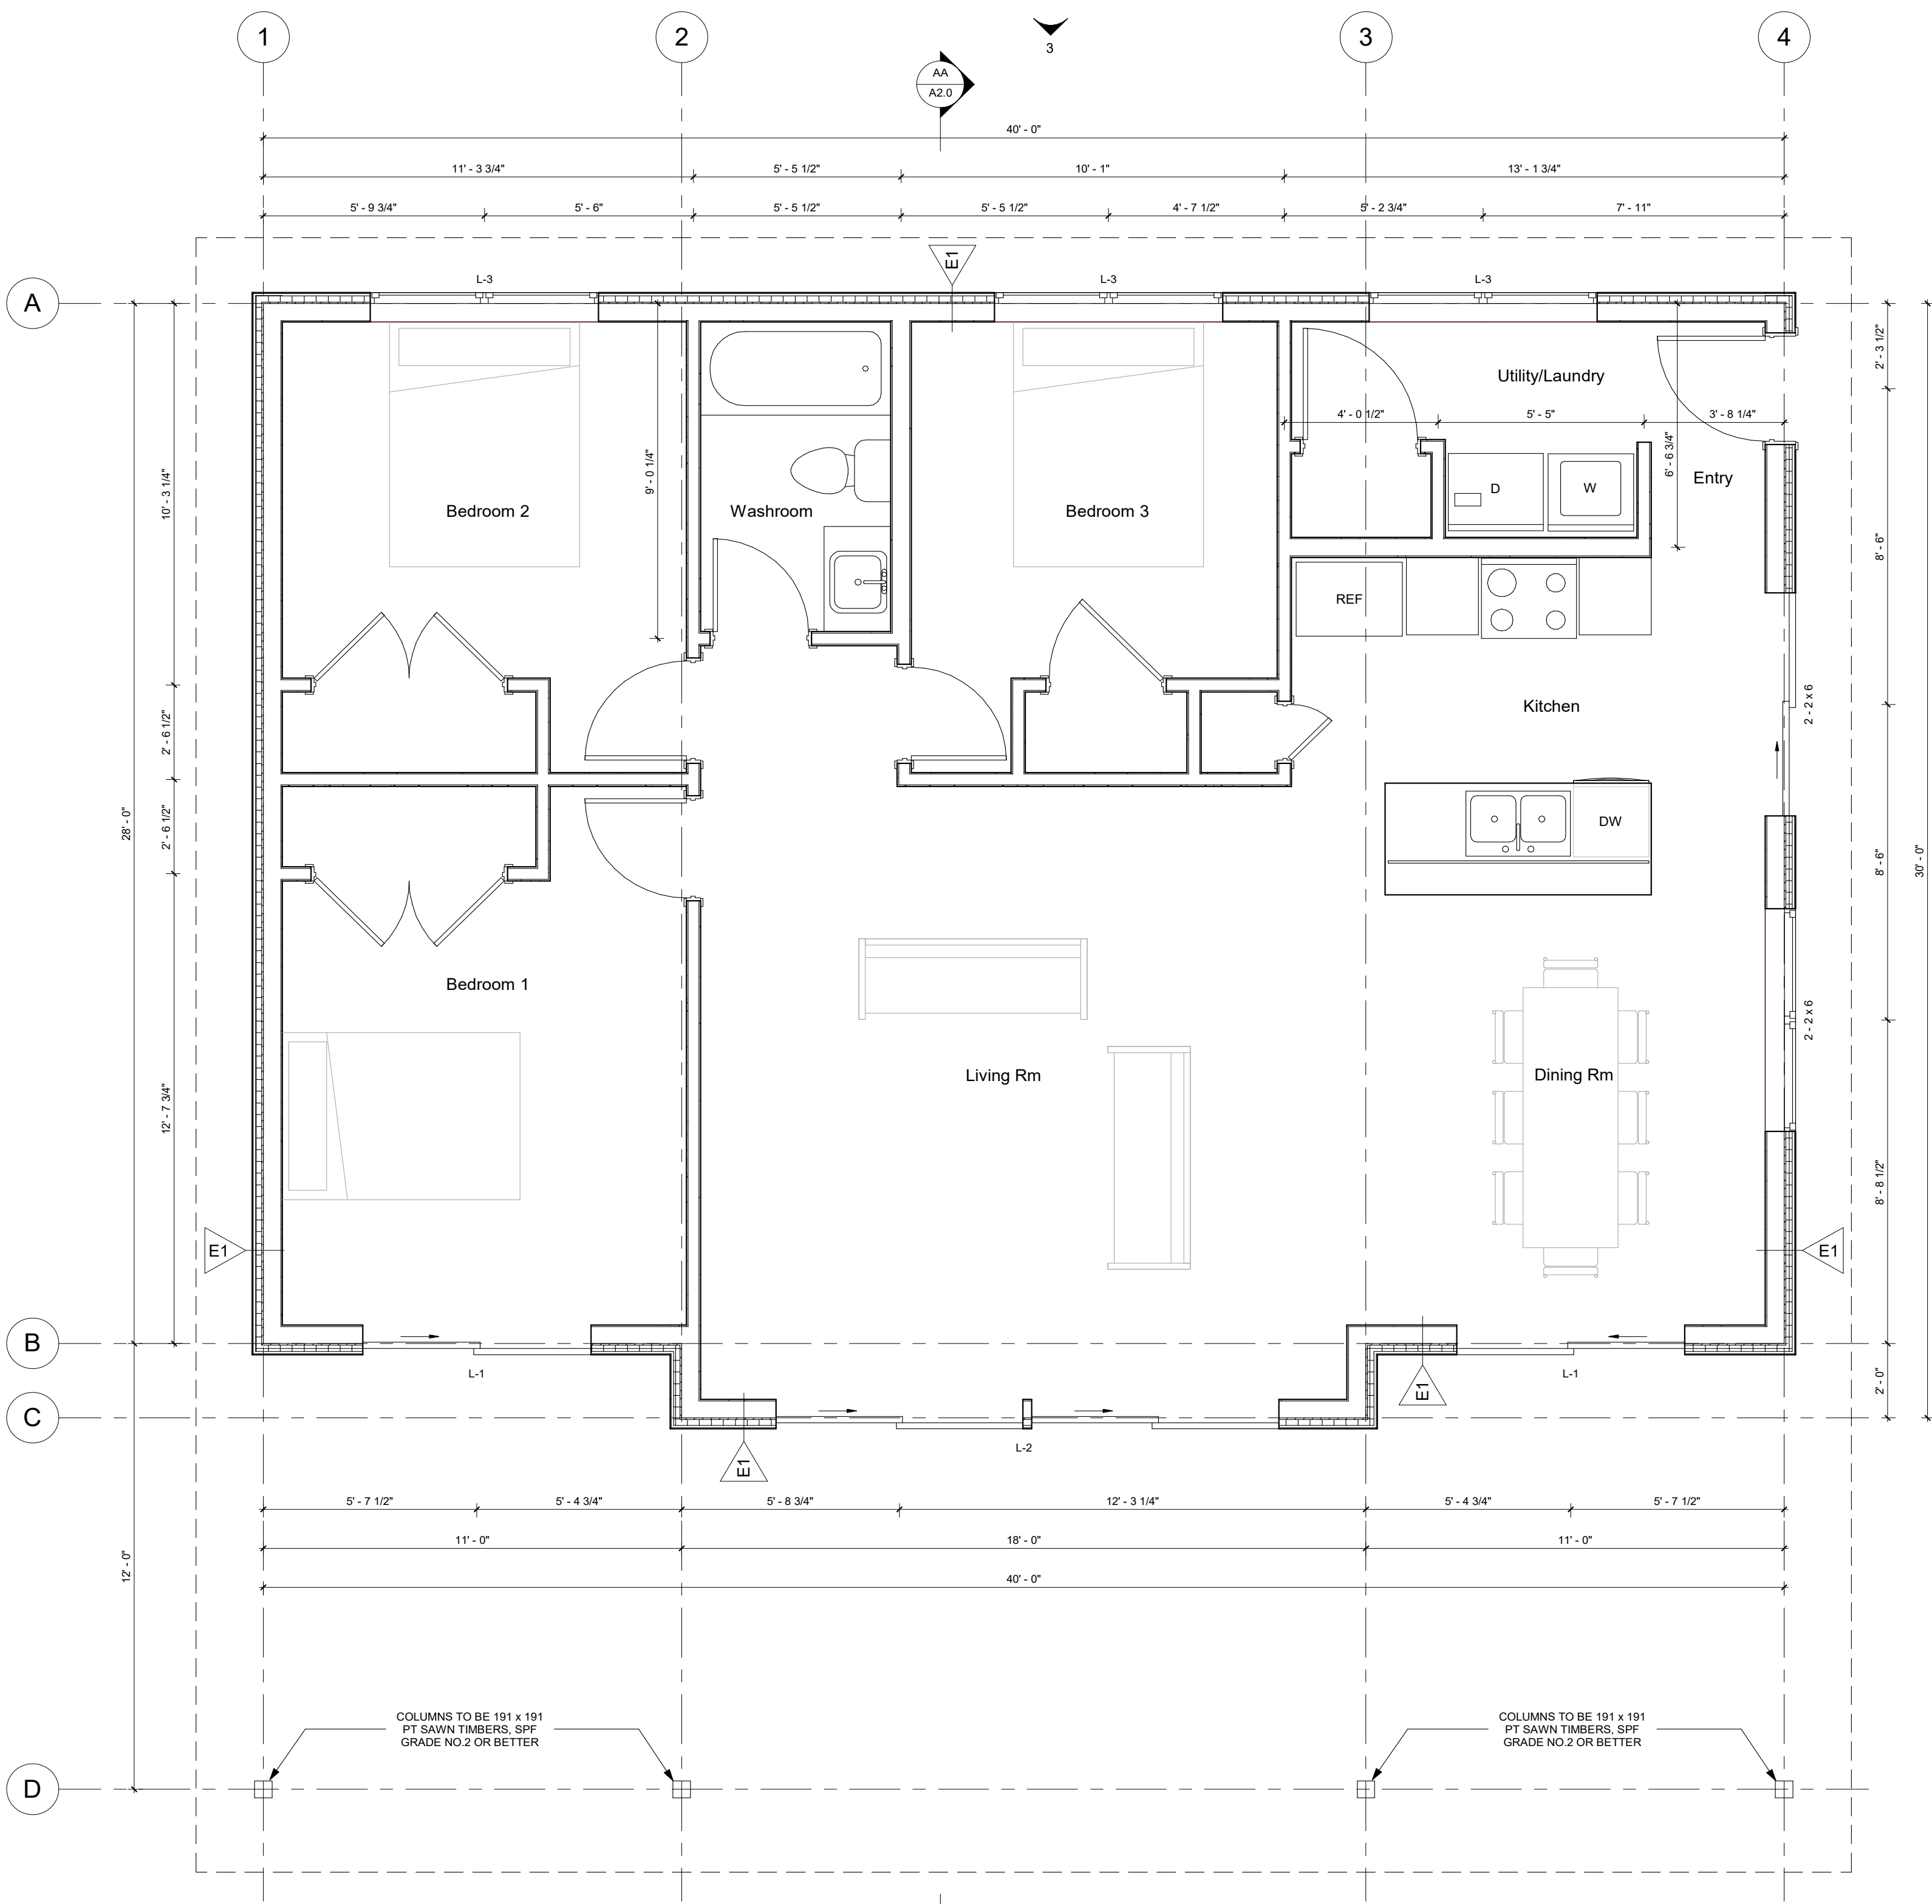 1
2
3
4
3
AA
A2.0
40' - 0"
11' - 3 3/4"
5' - 5 1/2"
10' - 1"
13' - 1 3/4"
5' - 9 3/4"
5' - 6"
5' - 5 1/2"
5' - 5 1/2"
4' - 7 1/2"
5' - 2 3/4"
7' - 11"
E1
L-3
L-3
L-3
A
2' - 3 1/2"
Utility/Laundry
4' - 0 1/2"
5' - 5"
3' - 8 1/4"
6' - 6 3/4"
9' - 0 1/4"
10' - 3 1/4"
Entry
D
W
Bedroom 2
Washroom
Bedroom 3
8' - 6"
REF
Kitchen
2 - 2 x 6
2' - 6 1/2"
2' - 6 1/2"
28' - 0"
DW
8' - 6"
30' - 0"
Bedroom 1
2 - 2 x 6
Living Rm
Dining Rm
12' - 7 3/4"
8' - 8 1/2"
E1
E1
B
L-1
L-1
E1
2' - 0"
C
L-2
E1
5' - 7 1/2"
5' - 4 3/4"
5' - 8 3/4"
12' - 3 1/4"
5' - 4 3/4"
5' - 7 1/2"
11' - 0"
18' - 0"
11' - 0"
12' - 0"
40' - 0"
COLUMNS TO BE 191 x 191
PT SAWN TIMBERS, SPF
GRADE NO.2 OR BETTER
COLUMNS TO BE 191 x 191
PT SAWN TIMBERS, SPF
GRADE NO.2 OR BETTER
D